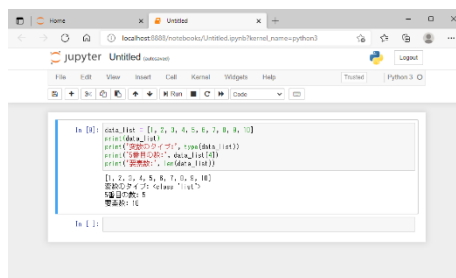 Home
Untitled
localhost:8888/notebooks/Untitled.ipynb?kernel_name=python3
jupyter Untitled (autosaved)
Logout
File Edit View Insert Cell Kernel Widgets Help
Trusted Python 3
Run Code
In [9]: data_list = [1, 2, 3, 4, 5, 6, 7, 8, 9, 10]
print(data_list)
print('変数のタイプ:', type(data_list))
print('5番目の数:', data_list[4])
print('要素数:', len(data_list))
[1, 2, 3, 4, 5, 6, 7, 8, 9, 10]
変数のタイプ: <class 'list'>
5番目の数: 5
要素数: 10
In [ ]: